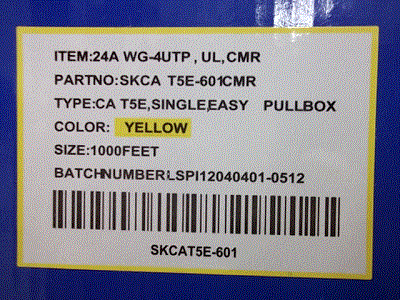 ITEM:24A WG-4UTP , UL,CMR
PARTNO:SKCA T5E-601CMR
TYPE:CA T5E,SINGLE,EASY PULLBOX
COLOR: YELLOW
SIZE:1000FEET
BATCHNUMBER:LSPI12040401-0512
SKCAT5E-601